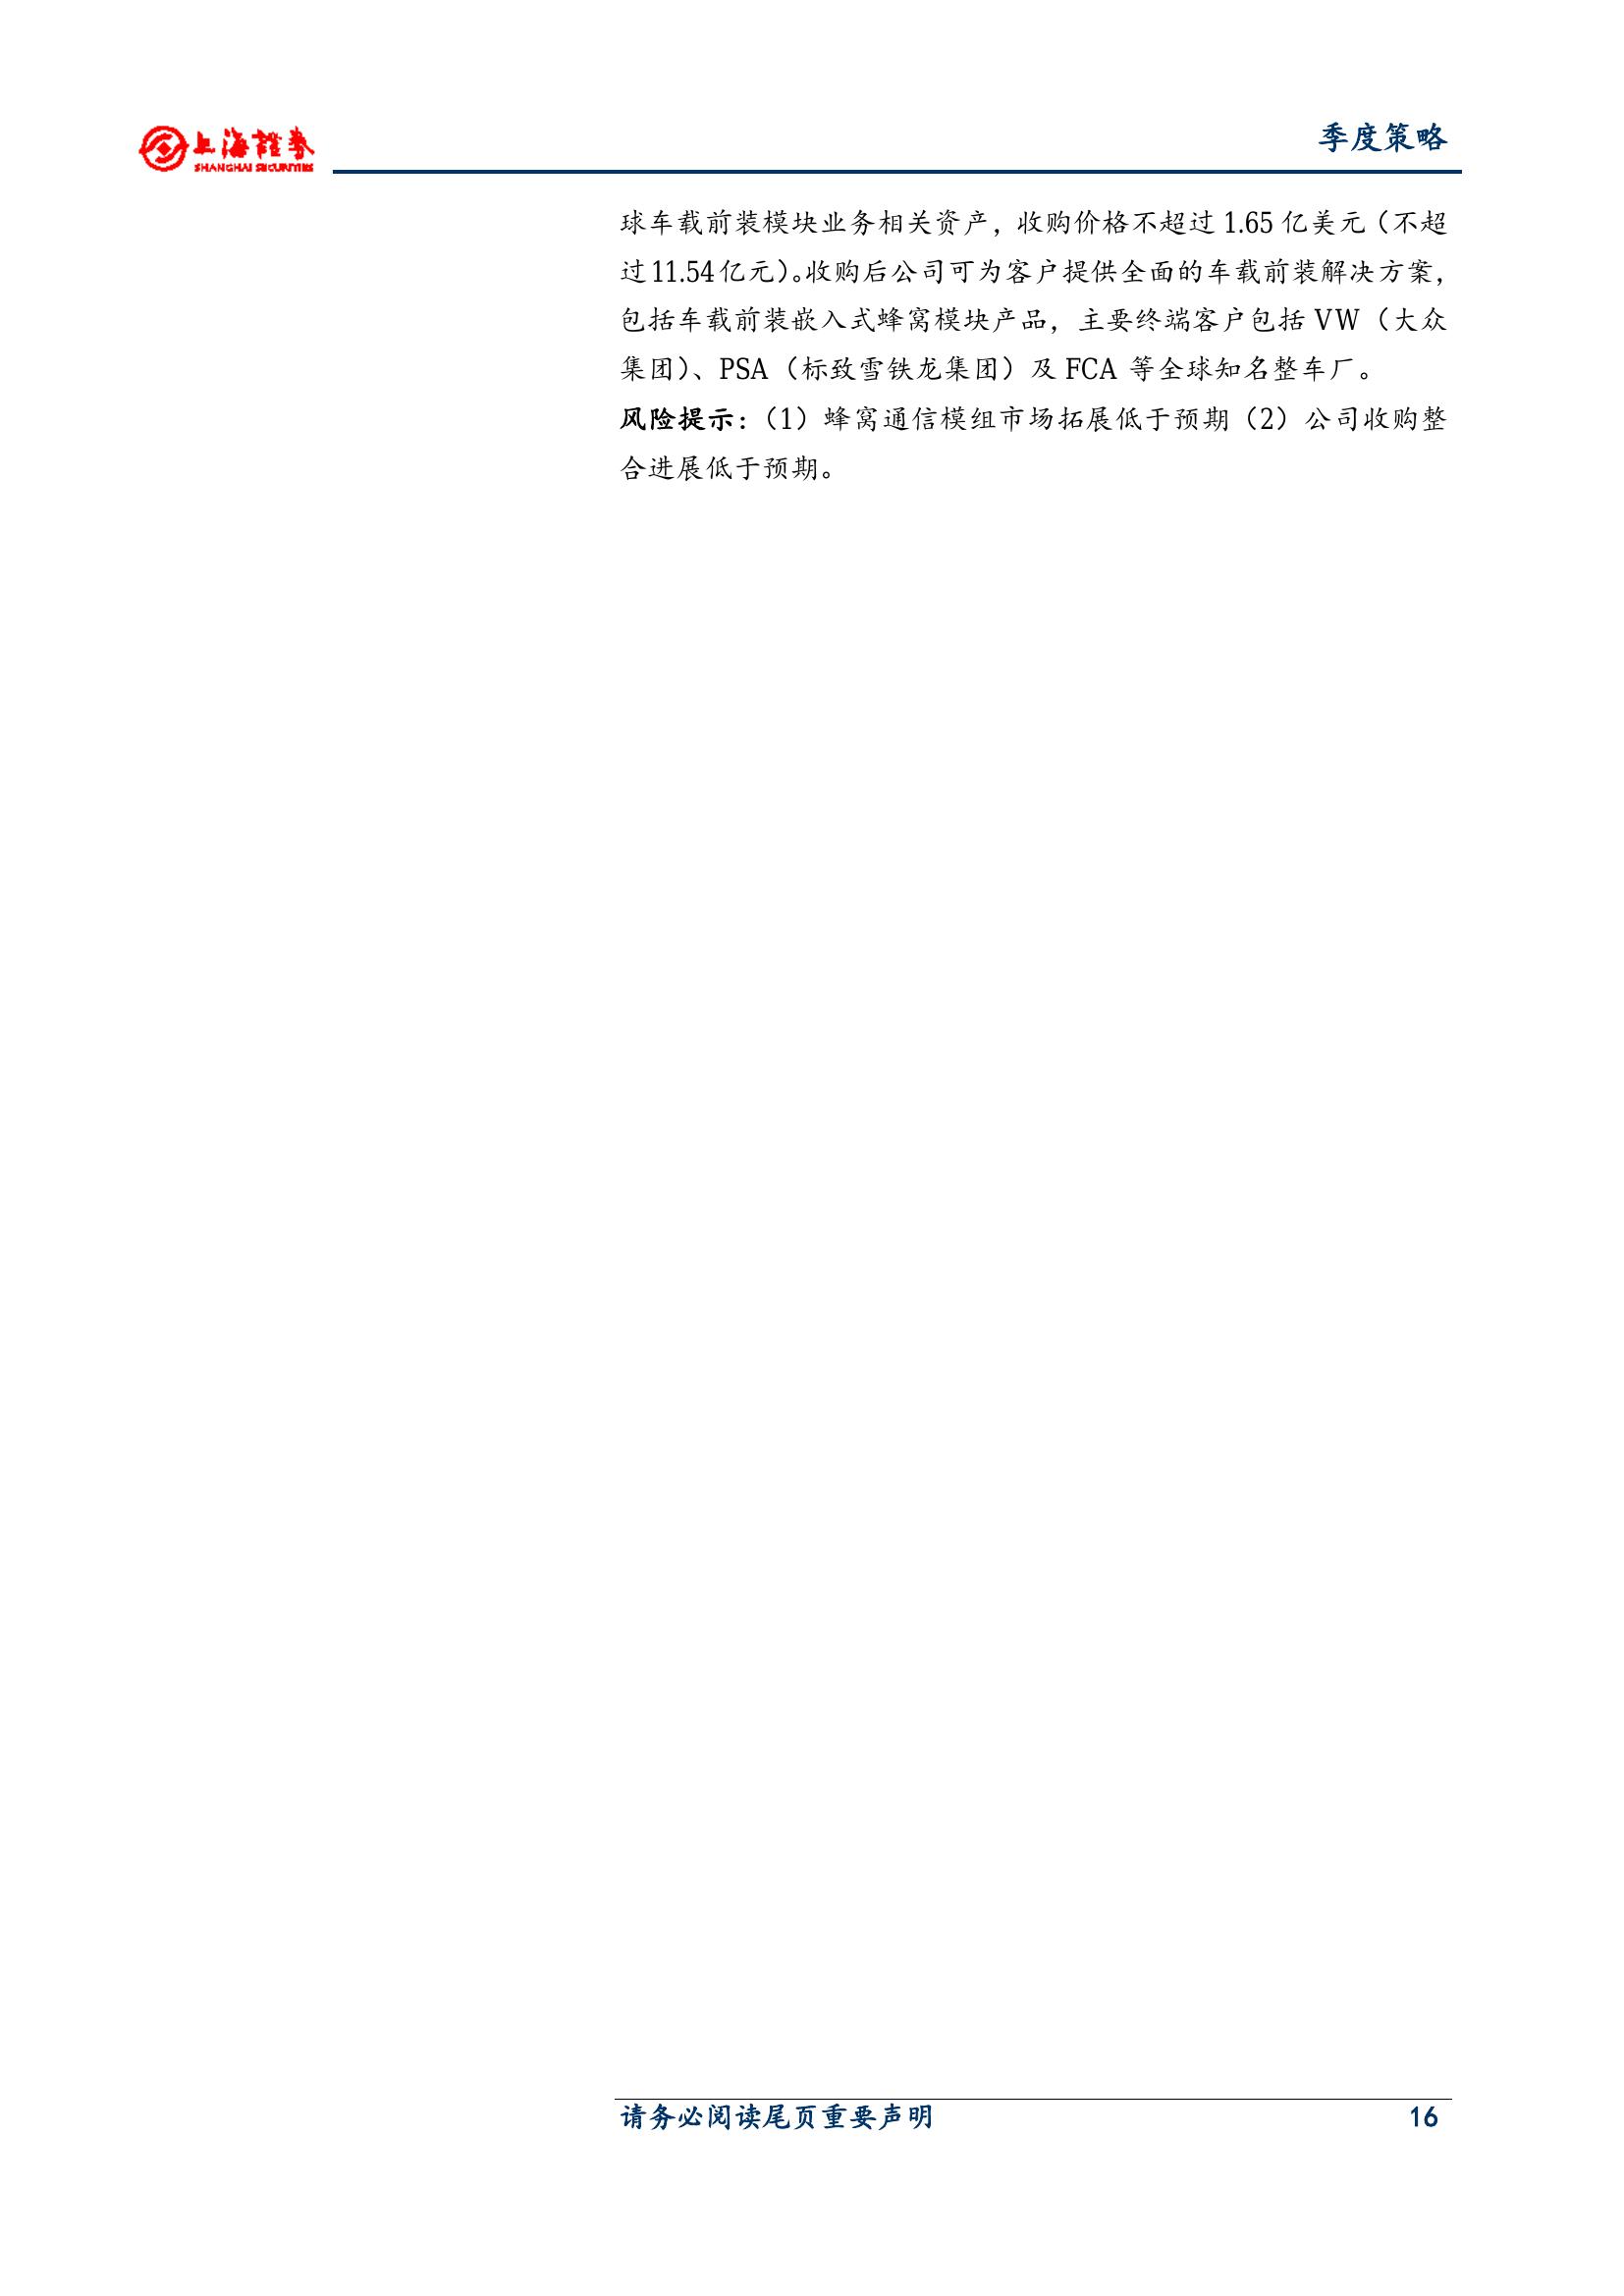 上海證券
SHANGHAI SECURITIES
季度策略
球车载前装模块业务相关资产，收购价格不超过 1.65 亿美元（不超
过 11.54 亿元）。收购后公司可为客户提供全面的车载前装解决方案，
包括车载前装嵌入式蜂窝模块产品，主要终端客户包括 VW（大众
集团）、PSA（标致雪铁龙集团）及 FCA 等全球知名整车厂。
风险提示：（1）蜂窝通信模组市场拓展低于预期（2）公司收购整
合进展低于预期。
请务必阅读尾页重要声明 16